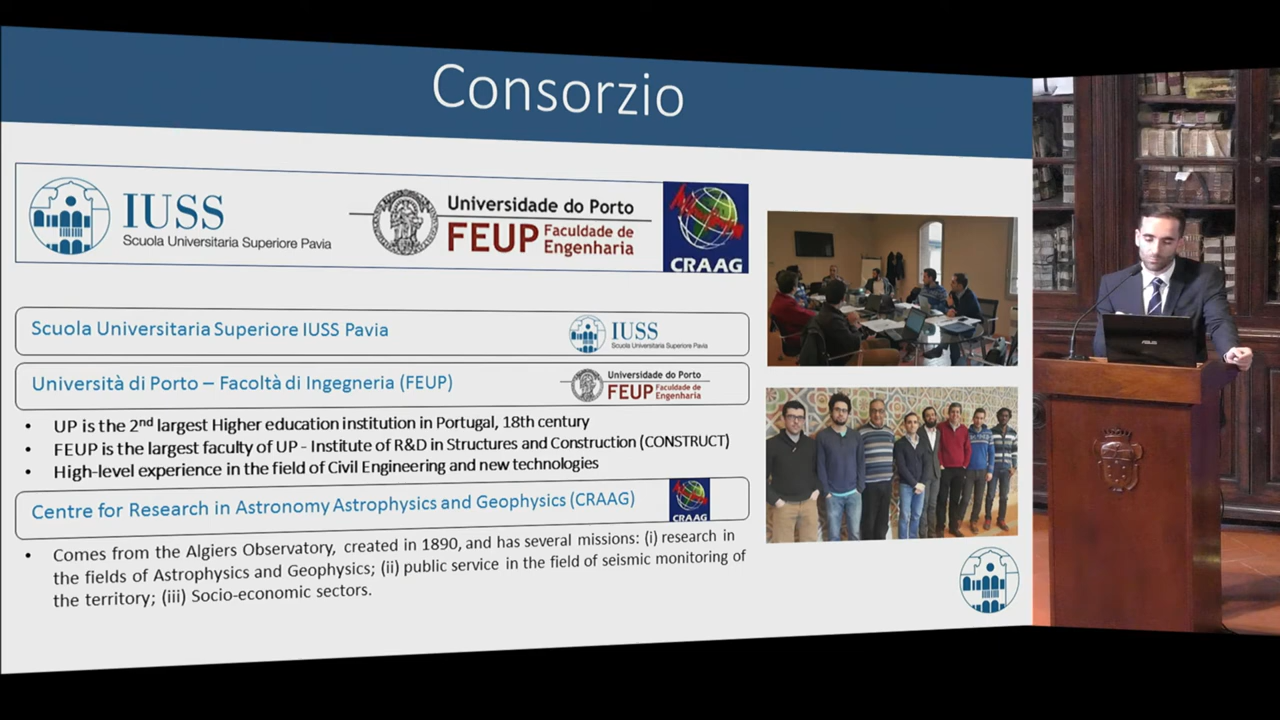 Consorzio
IUSS
Scuola Universitaria Superiore Pavia
Universidade do Porto
FEUP Faculdade de
Engenharia
CRAAG
Scuola Universitaria Superiore IUSS Pavia
IUSS
Scuola Universitaria Superiore Pavia
Università di Porto – Facoltà di Ingegneria (FEUP)
Universidade do Porto
FEUP Faculdade de
Engenharia
• UP is the 2nd largest Higher education institution in Portugal, 18th century
• FEUP is the largest faculty of UP - Institute of R&D in Structures and Construction (CONSTRUCT)
• High-level experience in the field of Civil Engineering and new technologies
Centre for Research in Astronomy Astrophysics and Geophysics (CRAAG)
CRAAG
• Comes from the Algiers Observatory, created in 1890, and has several missions: (i) research in
the fields of Astrophysics and Geophysics; (ii) public service in the field of seismic monitoring of
the territory; (iii) Socio-economic sectors.
ASUS